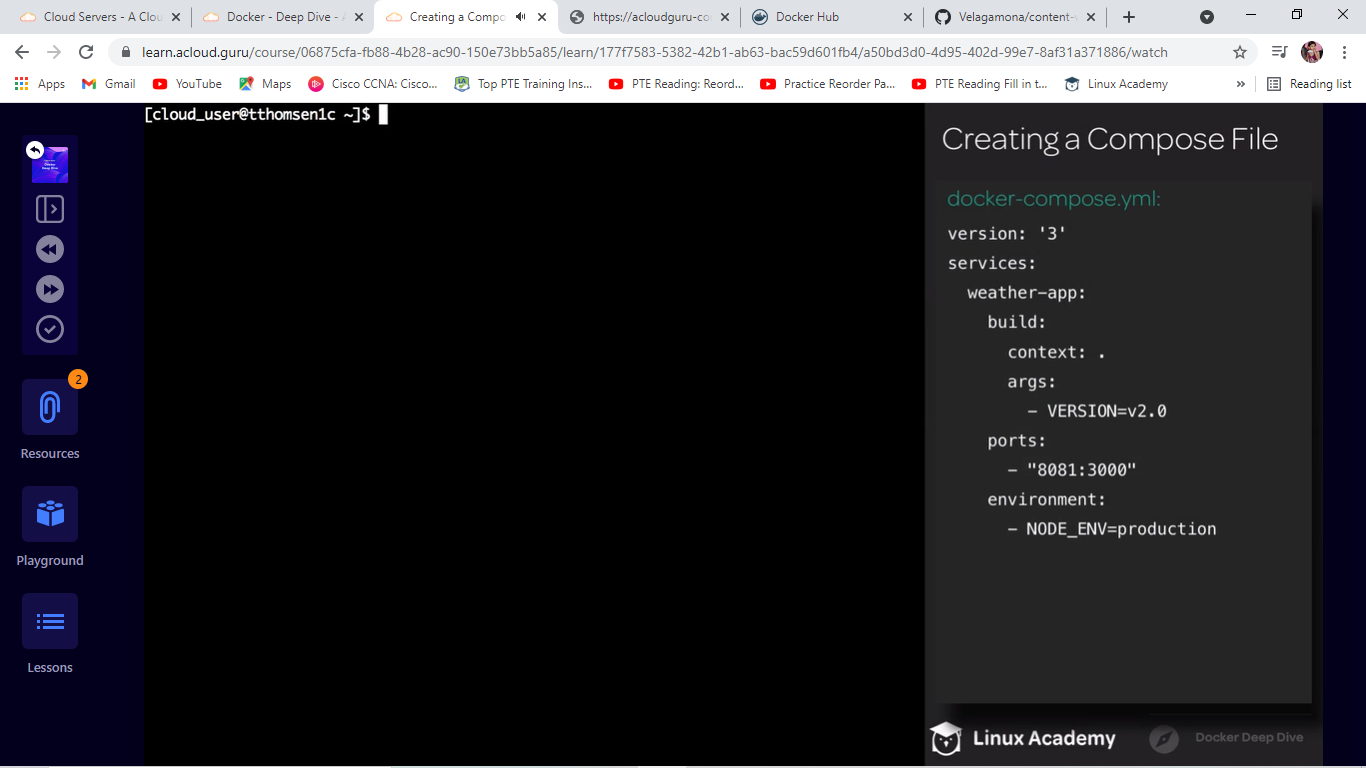 Cloud Servers - A Clou
Docker - Deep Dive - A
Creating a Compo
https://acloudguru-co
Docker Hub
Velagamona/content-
learn.acloud.guru/course/06875cfa-fb88-4b28-ac90-150e73bb5a85/learn/177f7583-5382-42b1-ab63-bac59d601fb4/a50bd3d0-4d95-402d-99e7-8af31a371886/watch
Apps
Gmail
YouTube
Maps
Cisco CCNA: Cisco...
Top PTE Training Ins...
PTE Reading: Reord...
Practice Reorder Pa...
PTE Reading Fill in t...
Linux Academy
»
Reading list
[cloud_user@tthomsen1c ~]$
2
Resources
Playground
Lessons
Creating a Compose File
docker-compose.yml:
version: '3'
services:
weather-app:
build:
context: .
args:
- VERSION=v2.0
ports:
- "8081:3000"
environment:
- NODE_ENV=production
Linux Academy
Docker Deep Dive